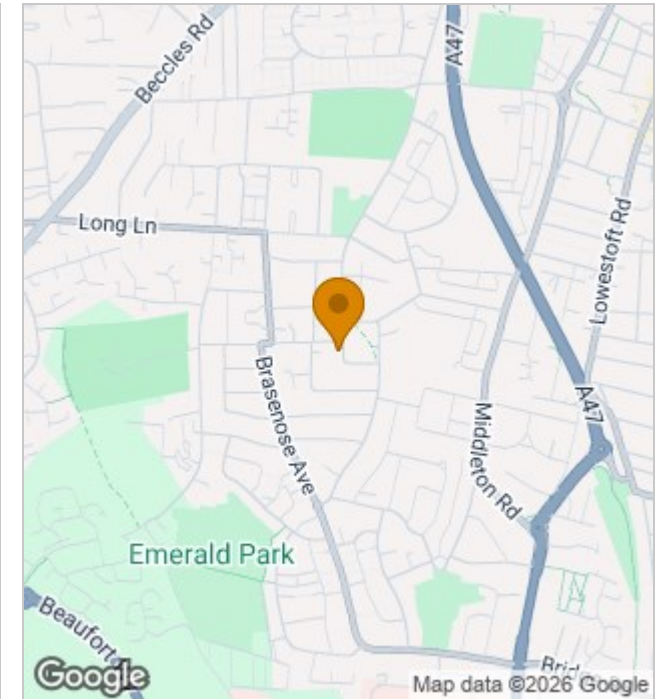 Beccles Rd
A47
Long Ln
Lowestoft Rd
A47
Brasenose Ave
Middleton Rd
Emerald Park
Google
Map data ©2026 Google